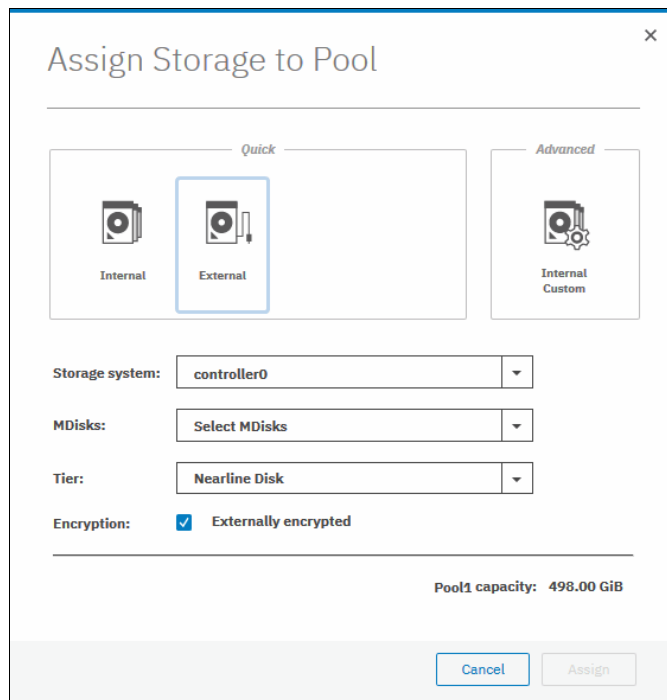 Assign Storage to Pool
Quick
Advanced
Internal
External
Internal
Custom
Storage system: controller0
MDisks: Select MDisks
Tier: Nearline Disk
Encryption: Externally encrypted
Pool1 capacity: 498.00 GiB
Cancel
Assign